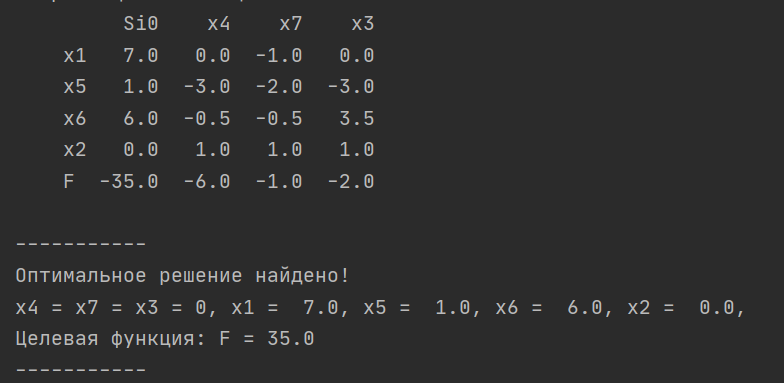 Si0 x4 x7 x3
x1 7.0 0.0 -1.0 0.0
x5 1.0 -3.0 -2.0 -3.0
x6 6.0 -0.5 -0.5 3.5
x2 0.0 1.0 1.0 1.0
F -35.0 -6.0 -1.0 -2.0
-----------
Оптимальное решение найдено!
x4 = x7 = x3 = 0, x1 =  7.0, x5 =  1.0, x6 =  6.0, x2 =  0.0,
Целевая функция: F = 35.0
-----------